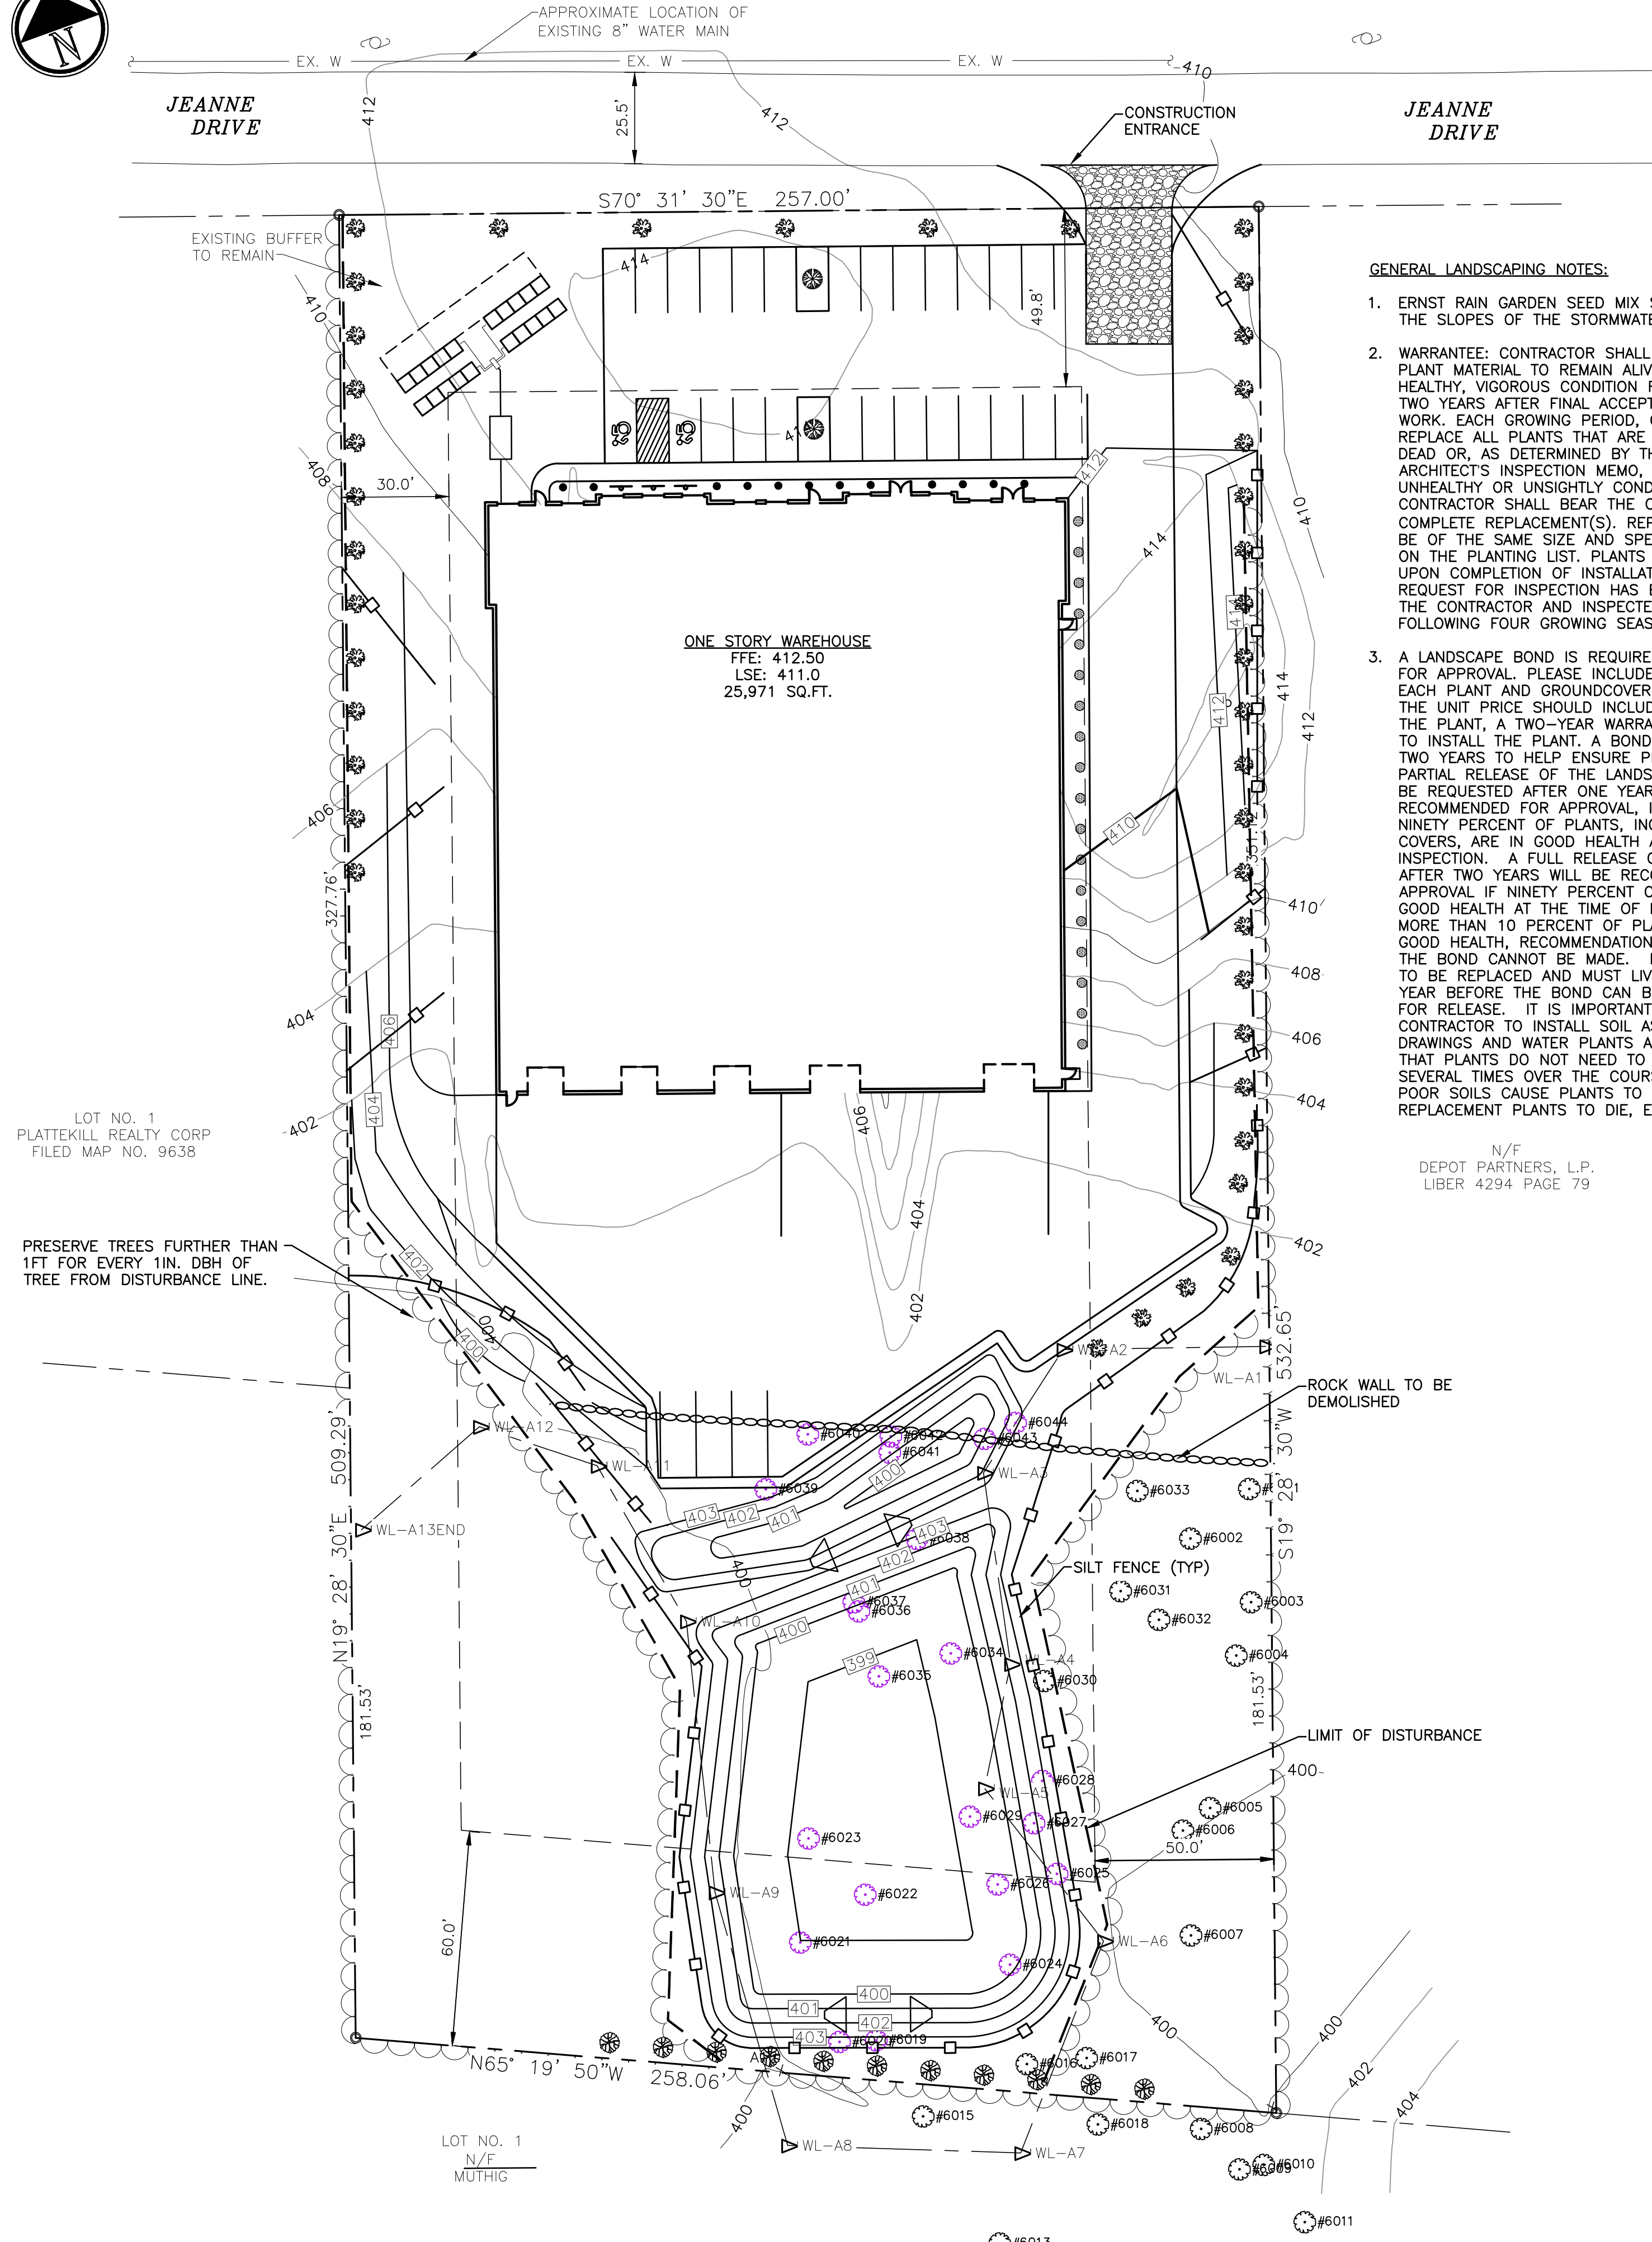 N
APPROXIMATE LOCATION OF
EXISTING 8" WATER MAIN
EX. W
EX. W
EX. W
410
JEANNE
DRIVE
412
25.5'
412
CONSTRUCTION
ENTRANCE
JEANNE
DRIVE
S70° 31' 30"E 257.00'
EXISTING BUFFER
TO REMAIN
414
410
49.8'
408
30.0'
412
414
410
ONE STORY WAREHOUSE
FFE: 412.50
LSE: 411.0
25,971 SQ.FT.
414
414
412
412
406
410
327.76'
410
408
404
406
406
402
404
406
404
404
402
402
LOT NO. 1
PLATTEKILL REALTY CORP
FILED MAP NO. 9638
PRESERVE TREES FURTHER THAN
1FT FOR EVERY 1IN. DBH OF
TREE FROM DISTURBANCE LINE.
402
400
400
GENERAL LANDSCAPING NOTES:
1. ERNST RAIN GARDEN SEED MIX
THE SLOPES OF THE
2. WARRANTEE: CONTRACTOR SHALL
PLANT MATERIAL TO REMAIN
HEALTHY, VIGOROUS CONDITION
TWO YEARS AFTER FINAL
WORK. EACH GROWING PERIOD,
REPLACE ALL PLANTS THAT ARE
DEAD OR, AS DETERMINED BY
ARCHITECT'S INSPECTION MEMO,
UNHEALTHY OR UNSIGHTLY
CONTRACTOR SHALL BEAR THE
COMPLETE REPLACEMENT(S).
BE OF THE SAME SIZE AND
ON THE PLANTING LIST. PLANTS
UPON COMPLETION OF
REQUEST FOR INSPECTION HAS
THE CONTRACTOR AND
FOLLOWING FOUR GROWING
3. A LANDSCAPE BOND IS
FOR APPROVAL. PLEASE INCLUDE
EACH PLANT AND GROUNDCOVER
THE UNIT PRICE SHOULD
THE PLANT, A TWO-YEAR
TO INSTALL THE PLANT. A BOND
TWO YEARS TO HELP ENSURE
PARTIAL RELEASE OF THE
BE REQUESTED AFTER ONE YEAR
RECOMMENDED FOR APPROVAL,
NINETY PERCENT OF PLANTS,
COVERS, ARE IN GOOD HEALTH
INSPECTION. A FULL RELEASE
AFTER TWO YEARS WILL BE
APPROVAL IF NINETY PERCENT
GOOD HEALTH AT THE TIME OF
MORE THAN 10 PERCENT OF
GOOD HEALTH, RECOMMENDATION
THE BOND CANNOT BE MADE.
TO BE REPLACED AND MUST
YEAR BEFORE THE BOND CAN
FOR RELEASE. IT IS IMPORTANT
CONTRACTOR TO INSTALL SOIL
DRAWINGS AND WATER PLANTS
THAT PLANTS DO NOT NEED TO
SEVERAL TIMES OVER THE
POOR SOILS CAUSE PLANTS TO
REPLACEMENT PLANTS TO DIE,
N/F
DEPOT PARTNERS, L.P.
LIBER 4294 PAGE 79
402
WL-A2
WL-A1
532.65'
ROCK WALL TO BE
DEMOLISHED
WL-A12
WL-A11
WL-A13END
#6040
#6042
#6041
#6043
#6044
#6039
WL-A3
400
403
402
401
403
#6038
402
401
400
#6033
#6002
S19° 28' 30"W
SILT FENCE (TYP)
#6031
#6032
#6003
#6004
509.29'
N19° 28' 30"E
WL-A10
#6037
#6036
400
399
#6034
#6035
WL-A4
#6030
181.53'
181.53'
LIMIT OF DISTURBANCE
400
#6028
WL-A5
#6029
#6027
#6005
#6006
50.0'
#6023
#6025
#6026
#6022
WL-A9
60.0'
#6021
WL-A6
#6007
#6024
400
401
402
403
#6020
#6019
400
400
402
404
N65° 19' 50"W 258.06'
#6016
#6017
#6015
#6018
#6008
400
WL-A8
WL-A7
#6009
#6010
#6011
#6013
LOT NO. 1
N/F
MUTHIG